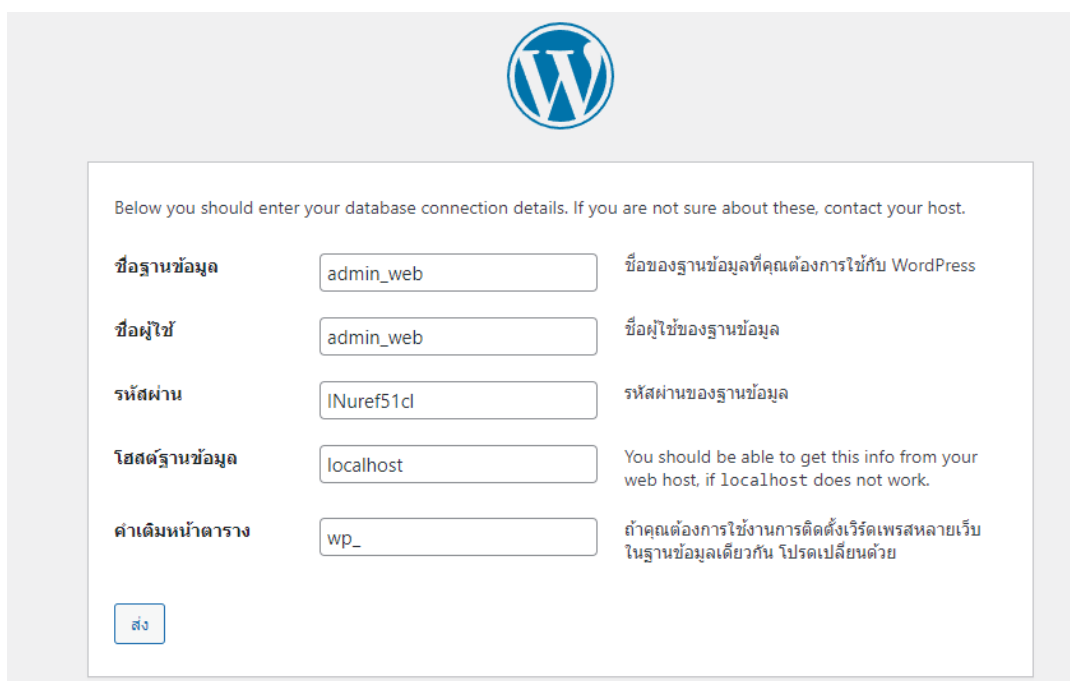 Below you should enter your database connection details. If you are not sure about these, contact your host.
ชื่อฐานข้อมูล
admin_web
ชื่อของฐานข้อมูลที่คุณต้องการใช้กับ WordPress
ชื่อผู้ใช้
admin_web
ชื่อผู้ใช้ของฐานข้อมูล
รหัสผ่าน
INuref51cl
รหัสผ่านของฐานข้อมูล
โฮสต์ฐานข้อมูล
localhost
You should be able to get this info from your
web host, if localhost does not work.
คำเติมหน้าตาราง
wp_
ถ้าคุณต้องการใช้งานการติดตั้งเวิร์ดเพรสหลายเว็บ
ในฐานข้อมูลเดียวกัน โปรดเปลี่ยนด้วย
ส่ง